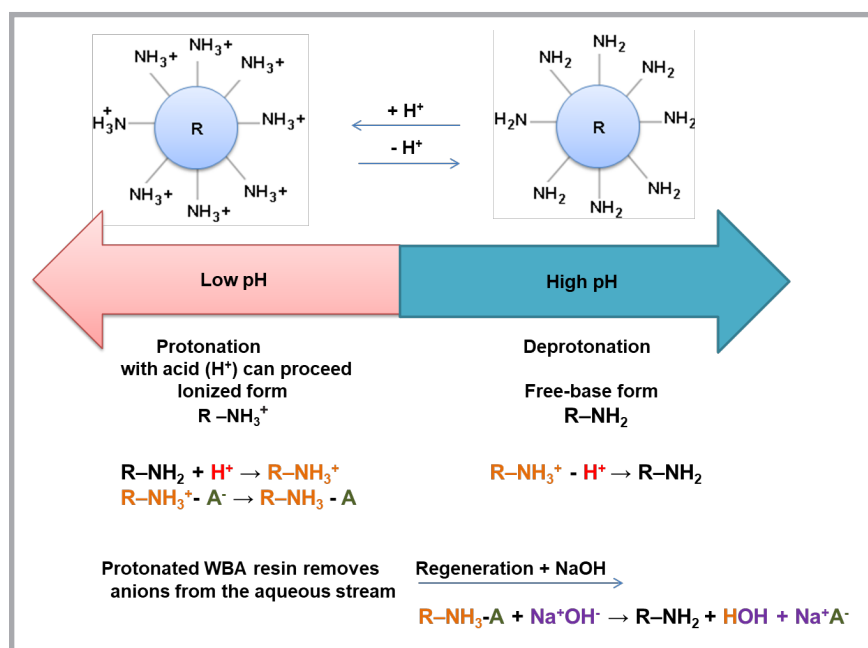 NH₃+
NH₃+ NH₃+
H₃N⁺ R NH₃+
NH₃+ NH₃+
NH₃+
+ H⁺
- H⁺
NH₂
NH₂ NH₂
H₂N R NH₂
NH₂ NH₂
NH₂
Low pH
High pH
Protonation
with acid (H⁺) can proceed
Ionized form
R –NH₃⁺
Deprotonation
Free-base form
R–NH₂
R–NH₂ + H⁺ → R–NH₃⁺
R–NH₃⁺- A⁻ → R–NH₃ - A
R–NH₃⁺ - H⁺ → R–NH₂
Protonated WBA resin removes
anions from the aqueous stream
Regeneration + NaOH
R–NH₃-A + Na⁺OH⁻ → R–NH₂ + HOH + Na⁺A⁻